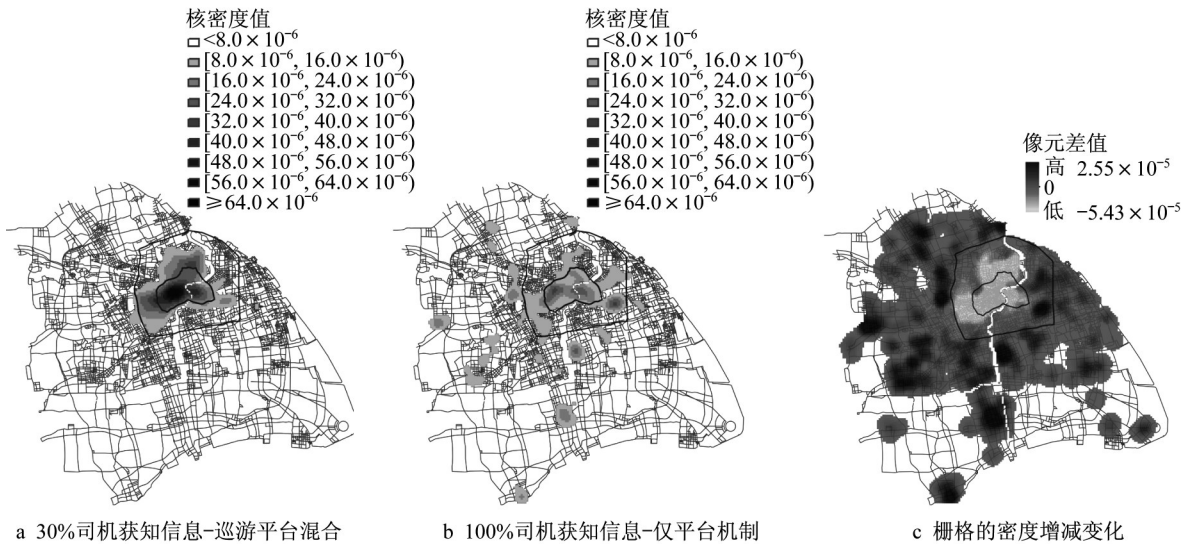 核密度值
<8.0×10⁻⁶
[8.0×10⁻⁶, 16.0×10⁻⁶)
[16.0×10⁻⁶, 24.0×10⁻⁶)
[24.0×10⁻⁶, 32.0×10⁻⁶)
[32.0×10⁻⁶, 40.0×10⁻⁶)
[40.0×10⁻⁶, 48.0×10⁻⁶)
[48.0×10⁻⁶, 56.0×10⁻⁶)
[56.0×10⁻⁶, 64.0×10⁻⁶)
≥64.0×10⁻⁶
核密度值
<8.0×10⁻⁶
[8.0×10⁻⁶, 16.0×10⁻⁶)
[16.0×10⁻⁶, 24.0×10⁻⁶)
[24.0×10⁻⁶, 32.0×10⁻⁶)
[32.0×10⁻⁶, 40.0×10⁻⁶)
[40.0×10⁻⁶, 48.0×10⁻⁶)
[48.0×10⁻⁶, 56.0×10⁻⁶)
[56.0×10⁻⁶, 64.0×10⁻⁶)
≥64.0×10⁻⁶
像元差值
高 2.55×10⁻⁵
0
低 −5.43×10⁻⁵
a 30%司机获知信息-巡游平台混合
b 100%司机获知信息-仅平台机制
c 栅格的密度增减变化